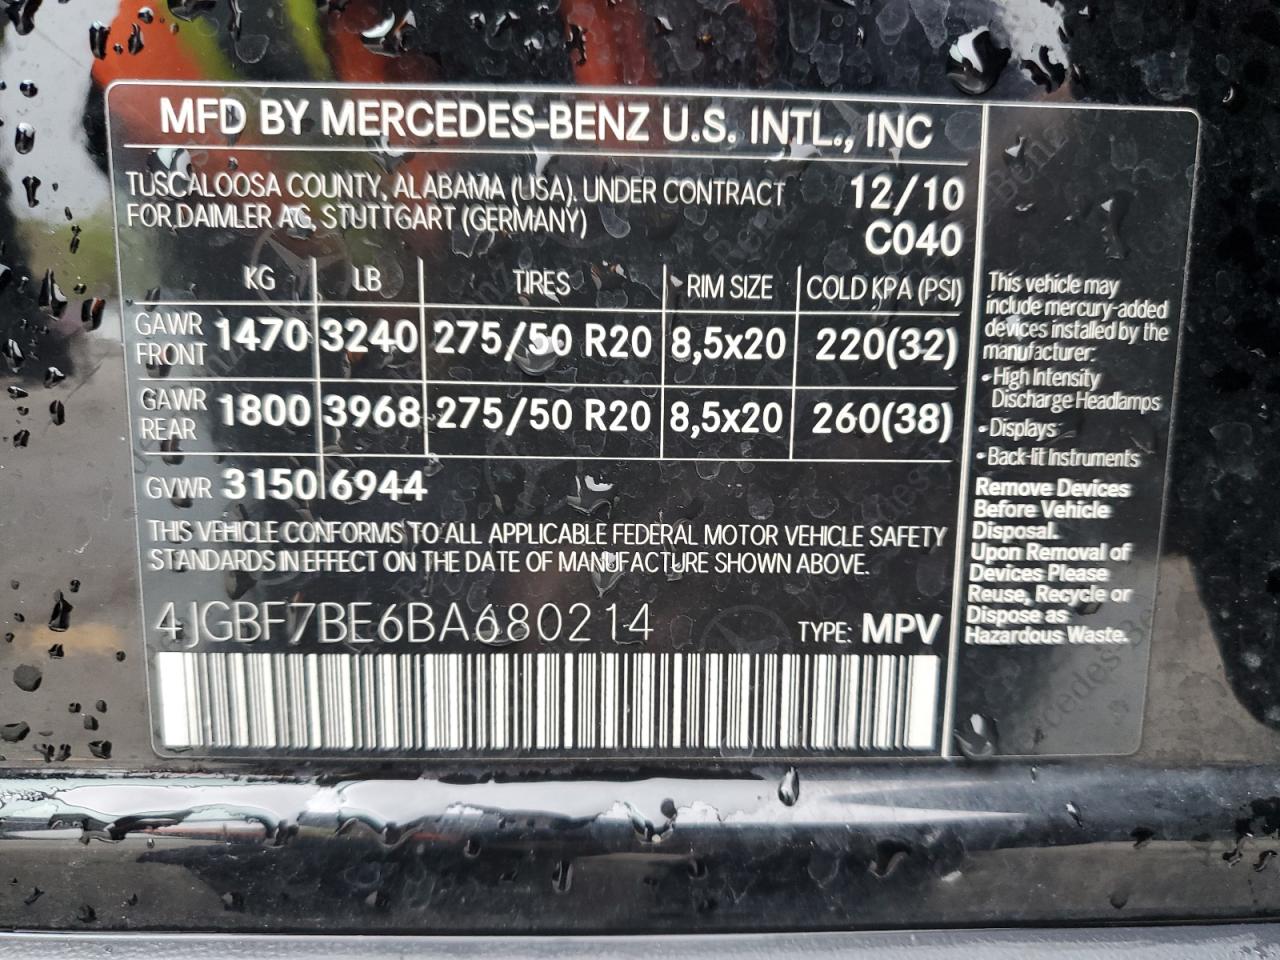 MFD BY MERCEDES-BENZ U.S. INTL., INC
TUSCALOOSA COUNTY, ALABAMA (USA). UNDER CONTRACT
FOR DAIMLER AG, STUTTGART (GERMANY)
12/10
C040
KG LB TIRES RIM SIZE COLD KPA (PSI)
GAWR FRONT 1470 3240 275/50 R20 8,5x20 220(32)
GAWR REAR 1800 3968 275/50 R20 8,5x20 260(38)
GVWR 3150 6944
THIS VEHICLE CONFORMS TO ALL APPLICABLE FEDERAL MOTOR VEHICLE SAFETY
STANDARDS IN EFFECT ON THE DATE OF MANUFACTURE SHOWN ABOVE.
4JGBF7BE6BA680214 TYPE: MPV
This vehicle may
include mercury-added
devices installed by the
manufacturer:
• High Intensity
Discharge Headlamps
• Displays
• Back-lit Instruments
Remove Devices
Before Vehicle
Disposal.
Upon Removal of
Devices Please
Reuse, Recycle or
Dispose as
Hazardous Waste.